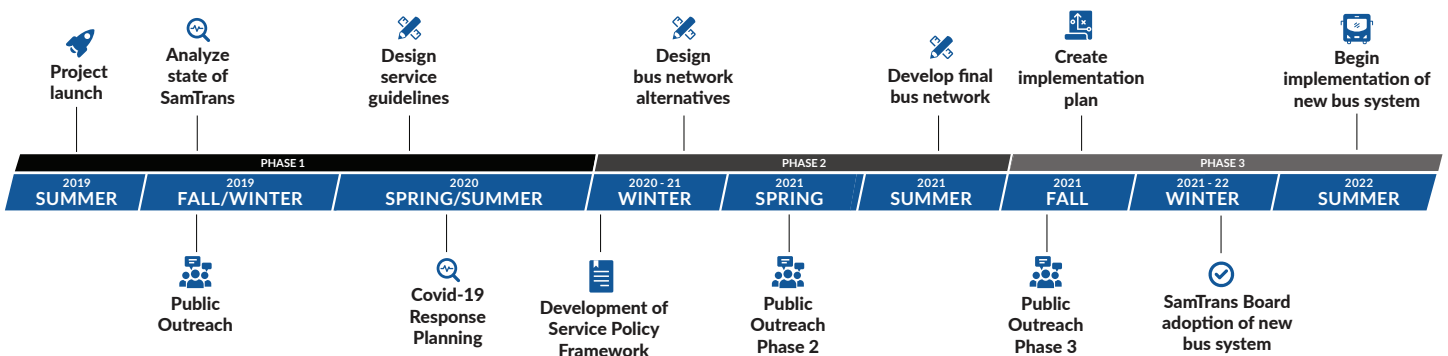 Project
launch
Analyze
state of
SamTrans
Design
service
guidelines
Design
bus network
alternatives
Develop final
bus network
Create
implementation
plan
Begin
implementation of
new bus system
PHASE 1
PHASE 2
PHASE 3
2019
SUMMER
2019
FALL/WINTER
2020
SPRING/SUMMER
2020 - 21
WINTER
2021
SPRING
2021
SUMMER
2021
FALL
2021 - 22
WINTER
2022
SUMMER
Public
Outreach
Covid-19
Response
Planning
Development of
Service Policy
Framework
Public
Outreach
Phase 2
Public
Outreach
Phase 3
SamTrans Board
adoption of new
bus system